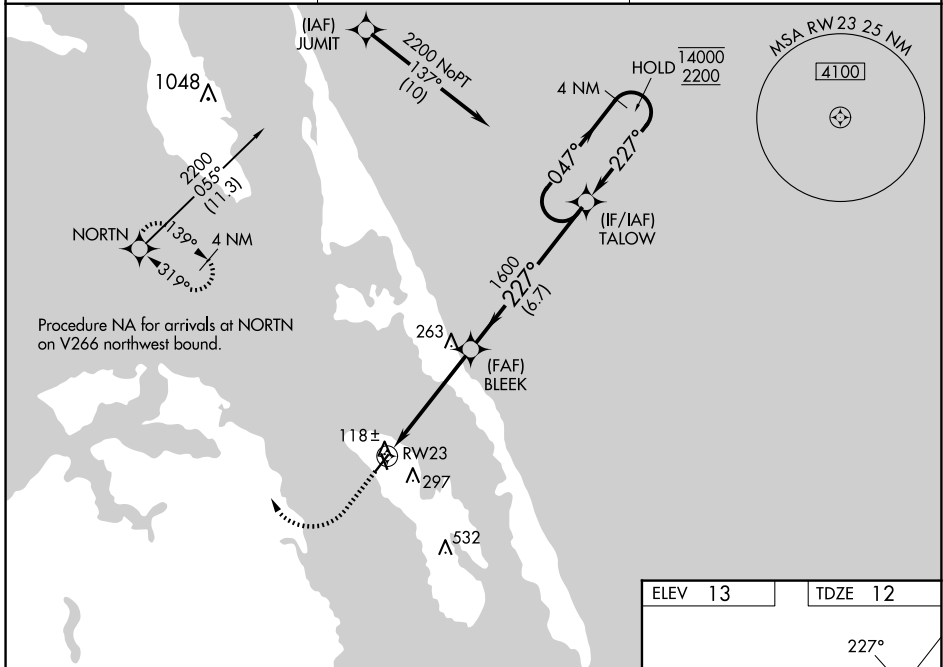 (IAF)
JUMIT
2200 NoPT
137°
(10)
1048
2200
055°
(11.3)
NORTN
139°
4 NM
319°
Procedure NA for arrivals at NORTN
on V266 northwest bound.
HOLD
14000
2200
4 NM
047°
227°
(IF/IAF)
TALOW
1600
227°
(6.7)
263
(FAF)
BLEEK
118±
RW23
297
532
MSA RW23 25 NM
4100
ELEV 13
TDZE 12
227°